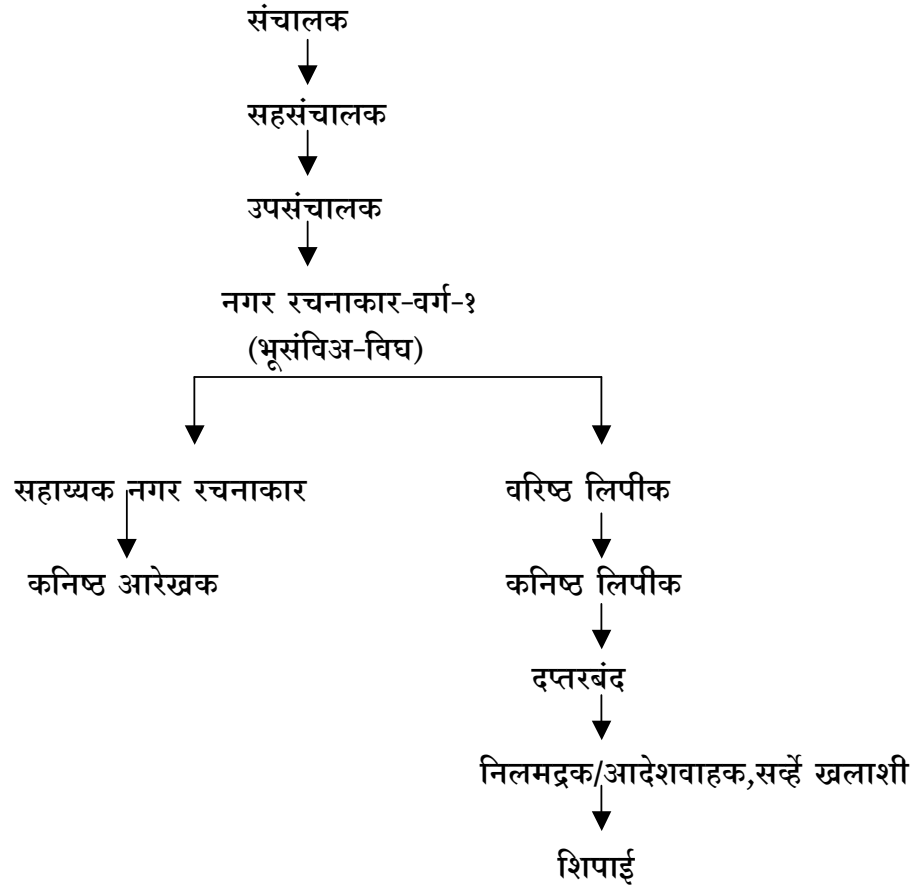 संचालक
सहसंचालक
उपसंचालक
नगर रचनाकार-वर्ग-१
(भूसंविअ-विघ)
सहाय्यक नगर रचनाकार
वरिष्ठ लिपीक
कनिष्ठ आरेखक
कनिष्ठ लिपीक
दप्तरबंद
निलमद्रक/आदेशवाहक,सर्व्हे खलाशी
शिपाई